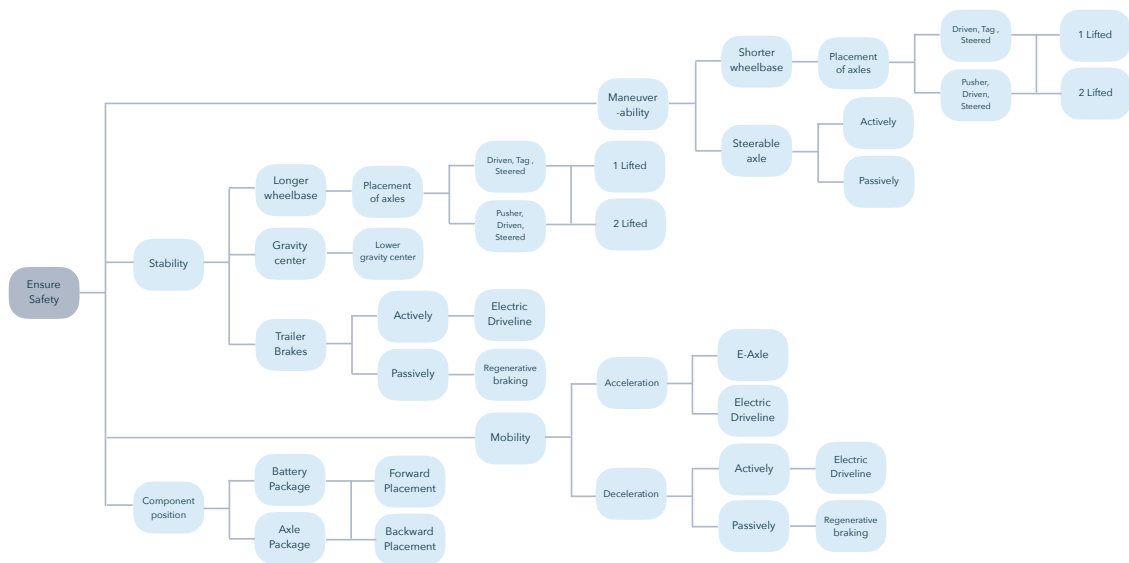 Ensure
Safety
Maneuver
-ability
Shorter
wheelbase
Placement
of axles
Driven, Tag ,
Steered
Pusher,
Driven,
Steered
1 Lifted
2 Lifted
Steerable
axle
Actively
Passively
Stability
Longer
wheelbase
Placement
of axles
Driven, Tag ,
Steered
Pusher,
Driven,
Steered
1 Lifted
2 Lifted
Gravity
center
Lower
gravity center
Trailer
Brakes
Actively
Electric
Driveline
Passively
Regenerative
braking
Mobility
Acceleration
E-Axle
Electric
Driveline
Deceleration
Actively
Electric
Driveline
Passively
Regenerative
braking
Component
position
Battery
Package
Axle
Package
Forward
Placement
Backward
Placement